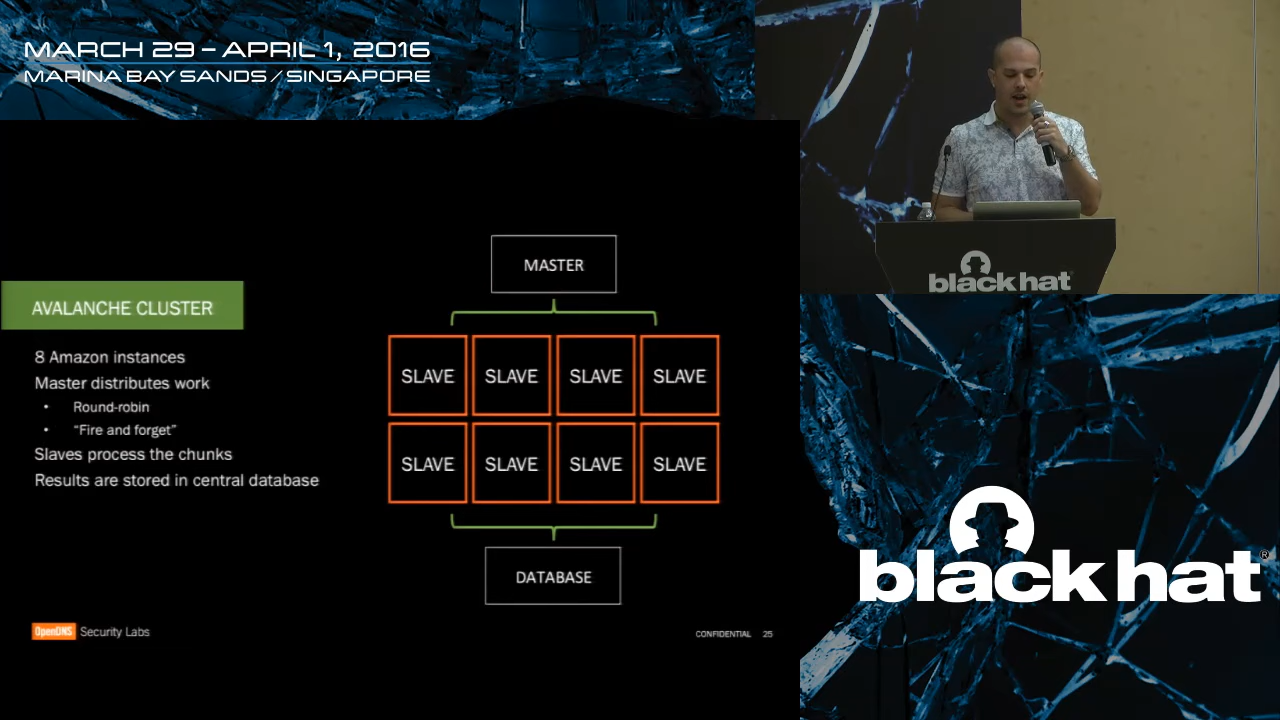 MARCH 29 – APRIL 1, 2016
MARINA BAY SANDS / SINGAPORE
AVALANCHE CLUSTER
8 Amazon instances
Master distributes work
• Round-robin
• “Fire and forget”
Slaves process the chunks
Results are stored in central database
MASTER
SLAVE SLAVE SLAVE SLAVE
SLAVE SLAVE SLAVE SLAVE
DATABASE
OpenDNS Security Labs
CONFIDENTIAL 25
black hat
black hat®